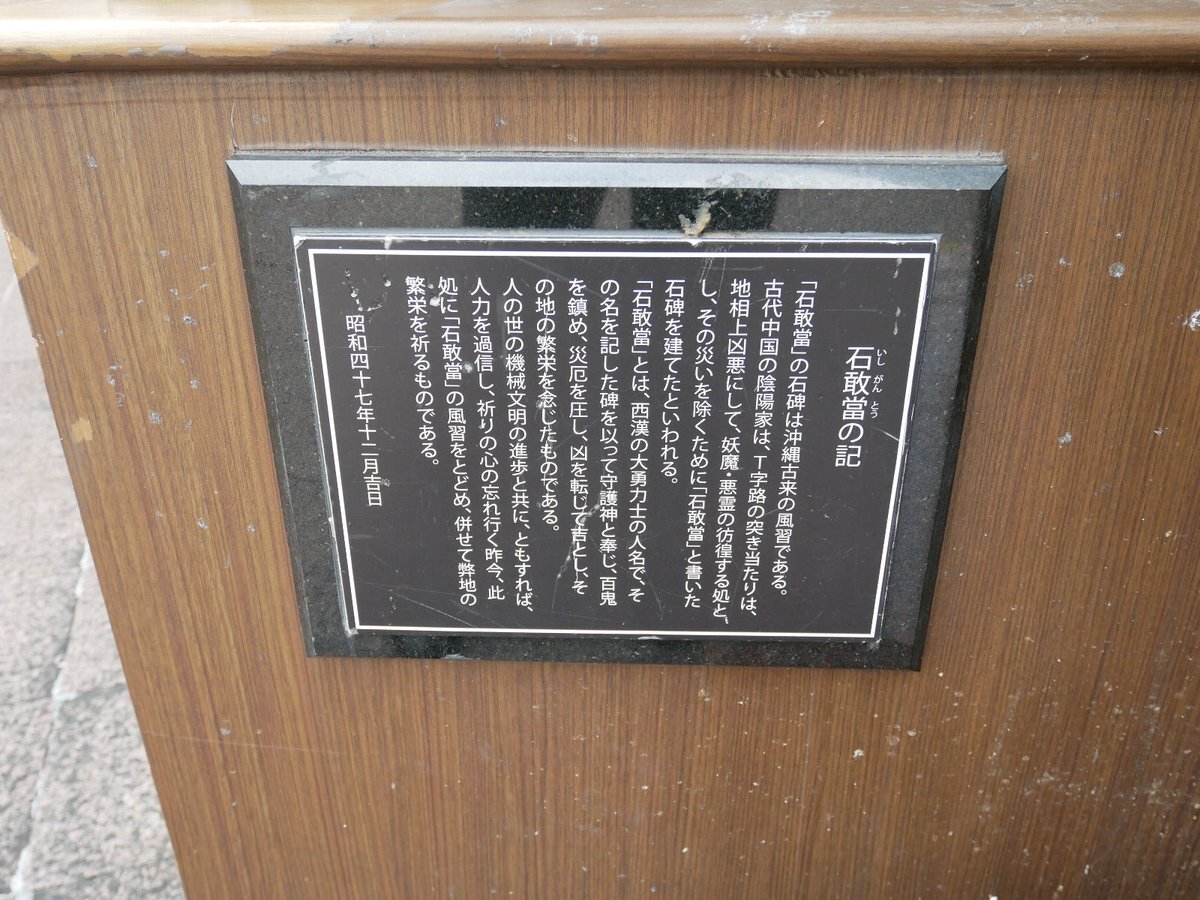 石敢當の記
いし がん とう
「石敢當」の石碑は沖縄古来の風習である。
古代中国の陰陽家は、T字路の突き当たりは、
地相上凶悪にして、妖魔・悪霊の彷徨する処と
し、その災いを除くために「石敢當」と書いた
石碑を建てたといわれる。
「石敢當」とは、西漢の大勇力士の人名で、そ
の名を記した碑を以って守護神と奉じ、百鬼
を鎮め、災厄を圧し、凶を転じて吉とし、そ
の地の繁栄を念じたものである。
人の世の機械文明の進歩と共に、ともすれば、
人力を過信し、祈りの心の忘れ行く昨今、此
処に「石敢當」の風習をとどめ、併せて弊地の
繁栄を祈るものである。
昭和四十七年十二月吉日